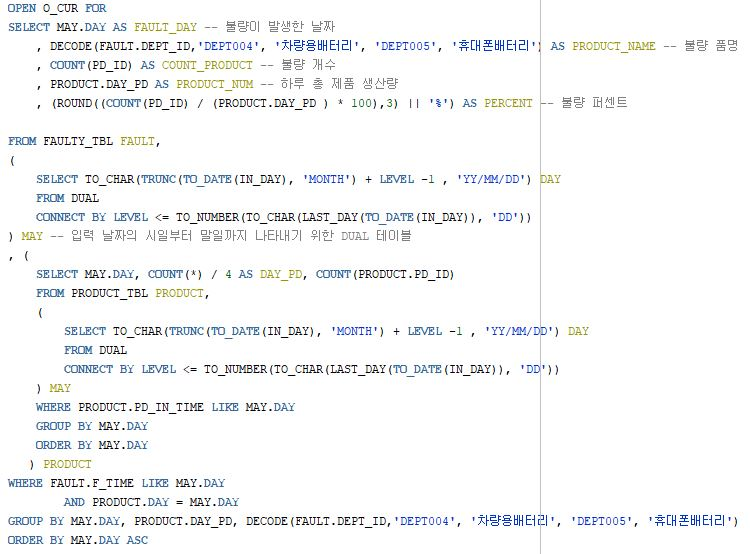 OPEN O_CUR FOR
SELECT MAY.DAY AS FAULT_DAY -- 불량이 발생한 날짜
    , DECODE(FAULT.DEPT_ID,'DEPT004', '차량용배터리', 'DEPT005', '휴대폰배터리') AS PRODUCT_NAME -- 불량 품명
    , COUNT(PD_ID) AS COUNT_PRODUCT -- 불량 개수
    , PRODUCT.DAY_PD AS PRODUCT_NUM -- 하루 총 제품 생산량
    , (ROUND((COUNT(PD_ID) / (PRODUCT.DAY_PD ) * 100),3) || '%') AS PERCENT -- 불량 퍼센트
FROM FAULTY_TBL FAULT,
(
    SELECT TO_CHAR(TRUNC(TO_DATE(IN_DAY), 'MONTH') + LEVEL -1 , 'YY/MM/DD') DAY
    FROM DUAL
    CONNECT BY LEVEL <= TO_NUMBER(TO_CHAR(LAST_DAY(TO_DATE(IN_DAY)), 'DD'))
) MAY -- 입력 날짜의 시일부터 말일까지 나타내기 위한 DUAL 테이블
, (
    SELECT MAY.DAY, COUNT(*) / 4 AS DAY_PD, COUNT(PRODUCT.PD_ID)
    FROM PRODUCT_TBL PRODUCT,
    (
        SELECT TO_CHAR(TRUNC(TO_DATE(IN_DAY), 'MONTH') + LEVEL -1 , 'YY/MM/DD') DAY
        FROM DUAL
        CONNECT BY LEVEL <= TO_NUMBER(TO_CHAR(LAST_DAY(TO_DATE(IN_DAY)), 'DD'))
    ) MAY
    WHERE PRODUCT.PD_IN_TIME LIKE MAY.DAY
    GROUP BY MAY.DAY
    ORDER BY MAY.DAY
   ) PRODUCT
WHERE FAULT.F_TIME LIKE MAY.DAY
        AND PRODUCT.DAY = MAY.DAY
GROUP BY MAY.DAY, PRODUCT.DAY_PD, DECODE(FAULT.DEPT_ID,'DEPT004', '차량용배터리', 'DEPT005', '휴대폰배터리')
ORDER BY MAY.DAY ASC